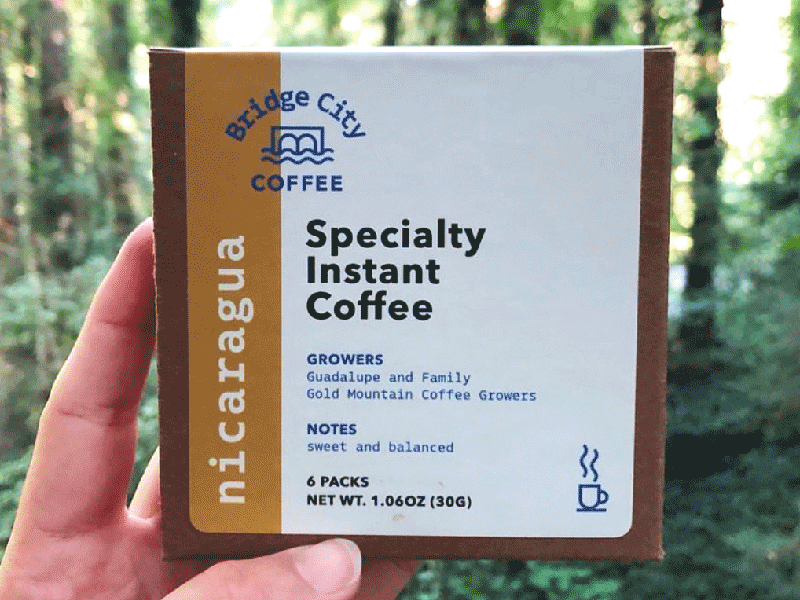 Bridge City
COFFEE
nicaragua
Specialty
Instant
Coffee
GROWERS
Guadalupe and Family
Gold Mountain Coffee Growers
NOTES
sweet and balanced
6 PACKS
NET WT. 1.06OZ (30G)